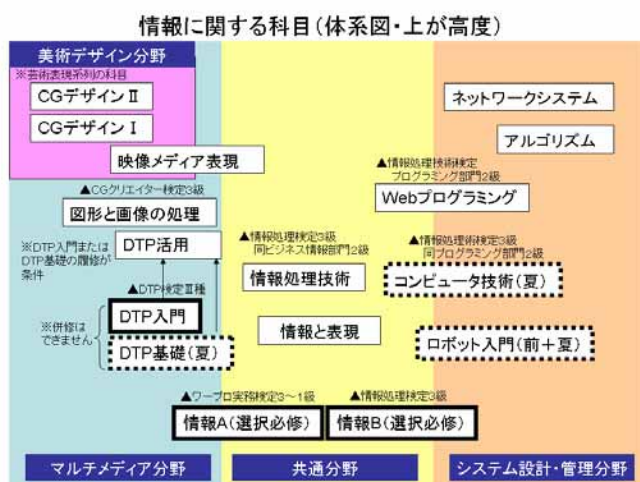 情報に関する科目(体系図・上が高度)
美術デザイン分野
※芸術表現系列の科目
CGデザインⅡ
CGデザインⅠ
映像メディア表現
▲CGクリエイター検定3級
図形と画像の処理
※DTP入門または
DTP基礎の履修が
条件
DTP活用
▲DTP検定Ⅲ種
DTP入門
※併修は
できません
DTP基礎(夏)
▲情報処理検定3級
同ビジネス情報部門2級
情報処理技術
情報と表現
ネットワークシステム
アルゴリズム
▲情報処理技術検定
プログラミング部門2級
Webプログラミング
▲情報処理術検定3級
同プログラミング部門2級
コンピュータ技術(夏)
ロボット入門(前+夏)
▲ワープロ実務検定3~1級
情報A(選択必修)
▲情報処理検定3級
情報B(選択必修)
マルチメディア分野
共通分野
システム設計・管理分野